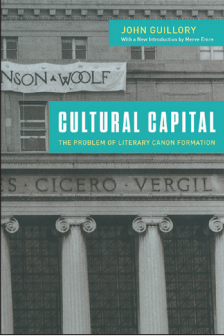 JOHN GUILLORY
With a New Introduction by Merve Emre
NSON • WOOLF
CULTURAL CAPITAL
THE PROBLEM OF LITERARY CANON FORMATION
ES · CICERO · VERGIL